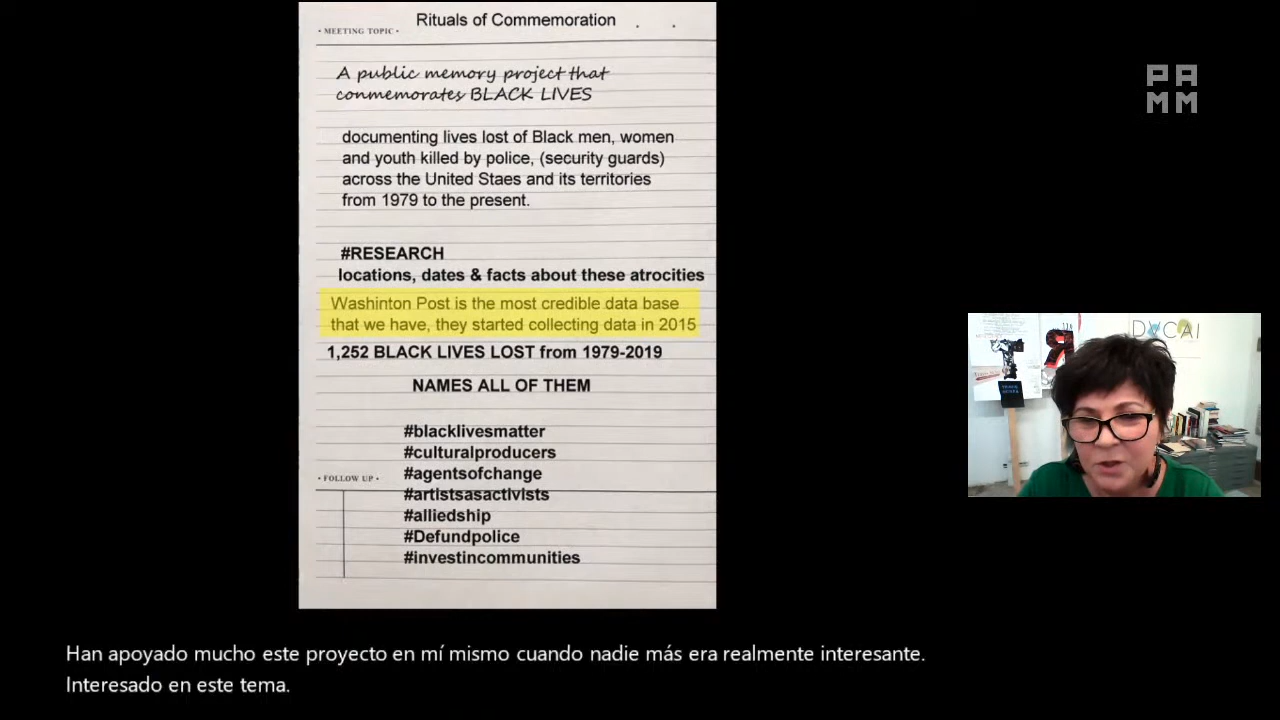 Rituals of Commemoration
• MEETING TOPIC •
A public memory project that
conmemorates BLACK LIVES
documenting lives lost of Black men, women
and youth killed by police, (security guards)
across the United Staes and its territories
from 1979 to the present.
#RESEARCH
locations, dates & facts about these atrocities
Washinton Post is the most credible data base
that we have, they started collecting data in 2015
1,252 BLACK LIVES LOST from 1979-2019
NAMES ALL OF THEM
#blacklivesmatter
#culturalproducers
#agentsofchange
• FOLLOW UP •
#artistsasactivists
#alliedship
#Defundpolice
#investincommunities
PA
MM
DVCAI
Han apoyado mucho este proyecto en mí mismo cuando nadie más era realmente interesante.
Interesado en este tema.